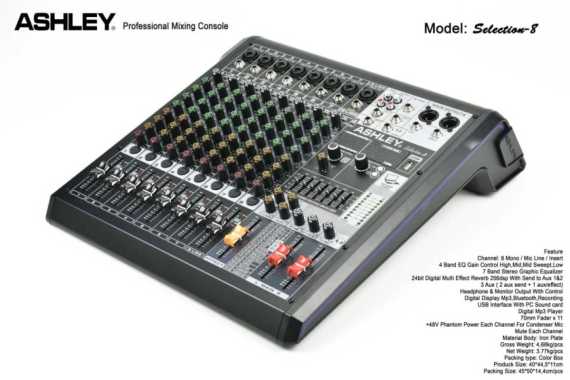 ASHLEY® Professional Mixing Console
Model: Selection-8
ASHLEY
Feature
Channel: 8 Mono / Mic Line / Insert
4 Band EQ Gain Control High,Mid,Mid Sweept,Low
7 Band Stereo Graphic Equalizer
24bit Digital Multi Effect Reverb 256dsp With Send to Aux 1&2
3 Aux ( 2 aux send + 1 aux/effect)
Headphone & Monitor Output With Control
Digital Display Mp3,Bluetooth,Recording
USB Interface With PC Sound card
Digital Mp3 Player
70mm Fader x 11
+48V Phantom Power Each Channel For Condenser Mic
Mute Each Channel
Material Body: Iron Plate
Gross Weight: 4,68kg/pcs
Net Weight: 3.77kg/pcs
Packing type: Color Box
Produck Size: 40*44,5*11cm
Packing Size: 45*50*14,4cm/pcs